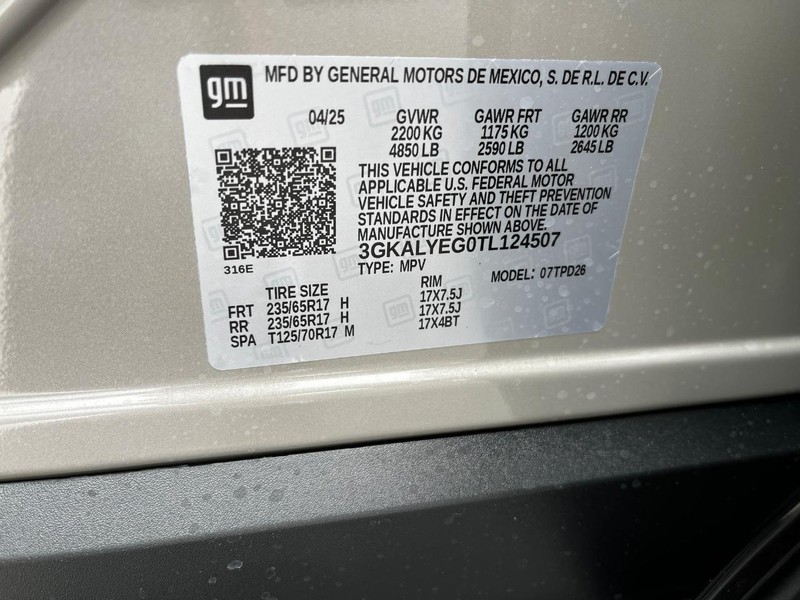 gm
MFD BY GENERAL MOTORS DE MEXICO, S. DE R.L. DE C.V.
04/25 GVWR GAWR FRT GAWR RR
2200 KG 1175 KG 1200 KG
4850 LB 2590 LB 2645 LB
THIS VEHICLE CONFORMS TO ALL
APPLICABLE U.S. FEDERAL MOTOR
VEHICLE SAFETY AND THEFT PREVENTION
STANDARDS IN EFFECT ON THE DATE OF
MANUFACTURE SHOWN ABOVE.
3GKALYEG0TL124507
316E
TYPE: MPV MODEL: 07TPD26
TIRE SIZE RIM
FRT 235/65R17 H 17X7.5J
RR 235/65R17 H 17X7.5J
SPA T125/70R17 M 17X4BT